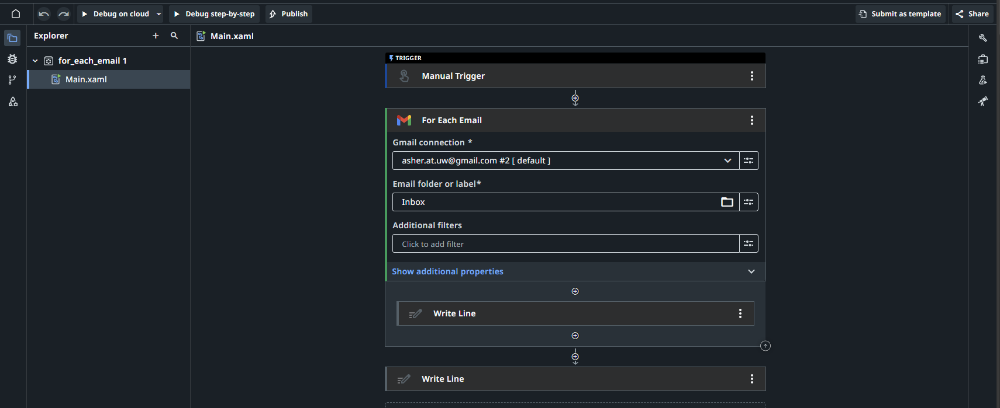 Debug on cloud
Debug step-by-step
Publish
Submit as template
Share
Explorer
Main.xaml
for_each_email 1
Main.xaml
TRIGGER
Manual Trigger
For Each Email
Gmail connection *
asher.at.uw@gmail.com #2 [ default ]
Email folder or label*
Inbox
Additional filters
Click to add filter
Show additional properties
Write Line
Write Line